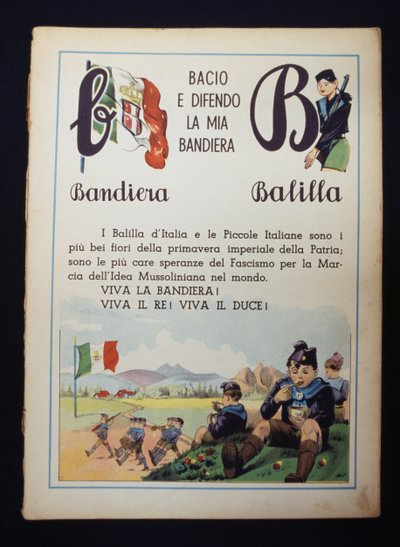 b
BACIO
E DIFENDO
LA MIA
BANDIERA
B
Bandiera
Balilla
I Balilla d'Italia e le Piccole Italiane sono i
più bei fiori della primavera imperiale della Patria;
sono le più care speranze del Fascismo per la Mar-
cia dell'Idea Mussoliniana nel mondo.
VIVA LA BANDIERA!
VIVA IL RE! VIVA IL DUCE!